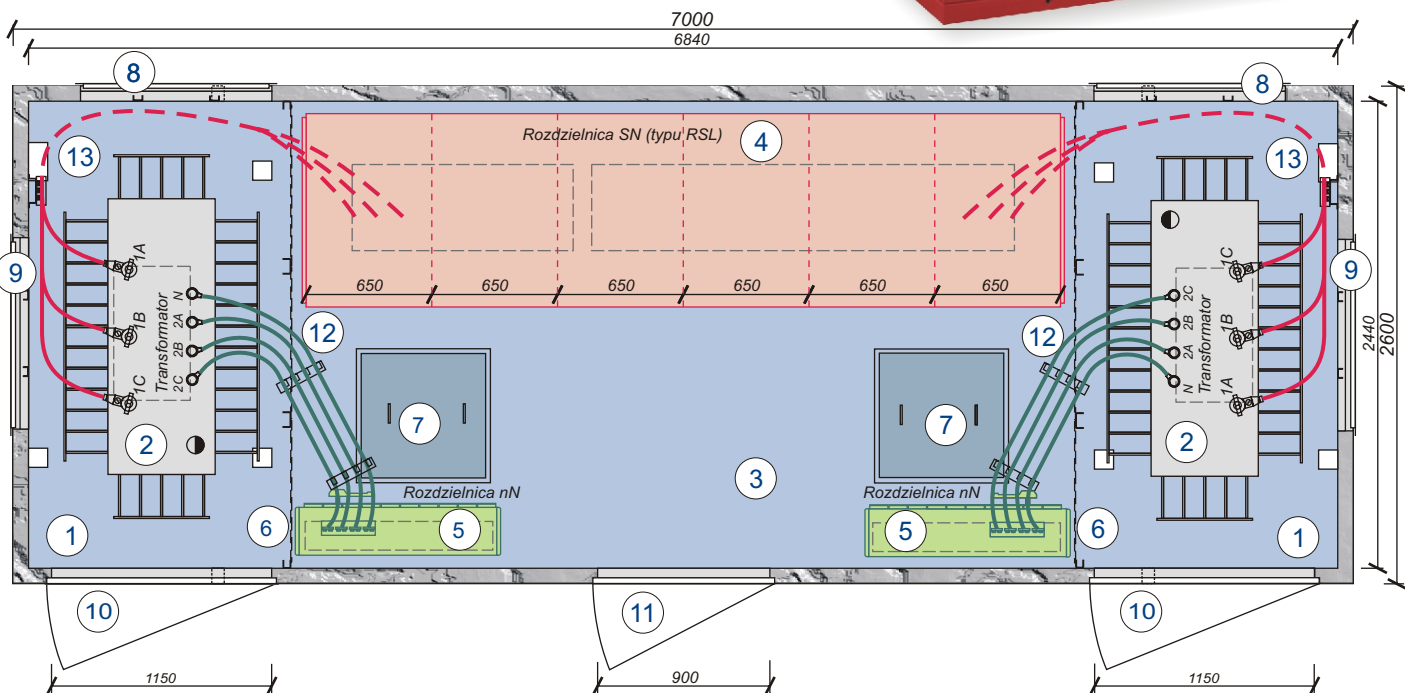 7000
6840
8
8
Rozdzielnica SN (typu RSL)
4
13
13
1A
1B
1C
N
2A
2B
2C
Transformator
2
9
650
650
650
650
650
650
1C
1B
1A
2C
2B
2A
N
Transformator
2
9
2440
2600
12
12
7
7
3
Rozdzielnica nN
Rozdzielnica nN
5
5
6
6
1
1
10
11
10
1150
900
1150